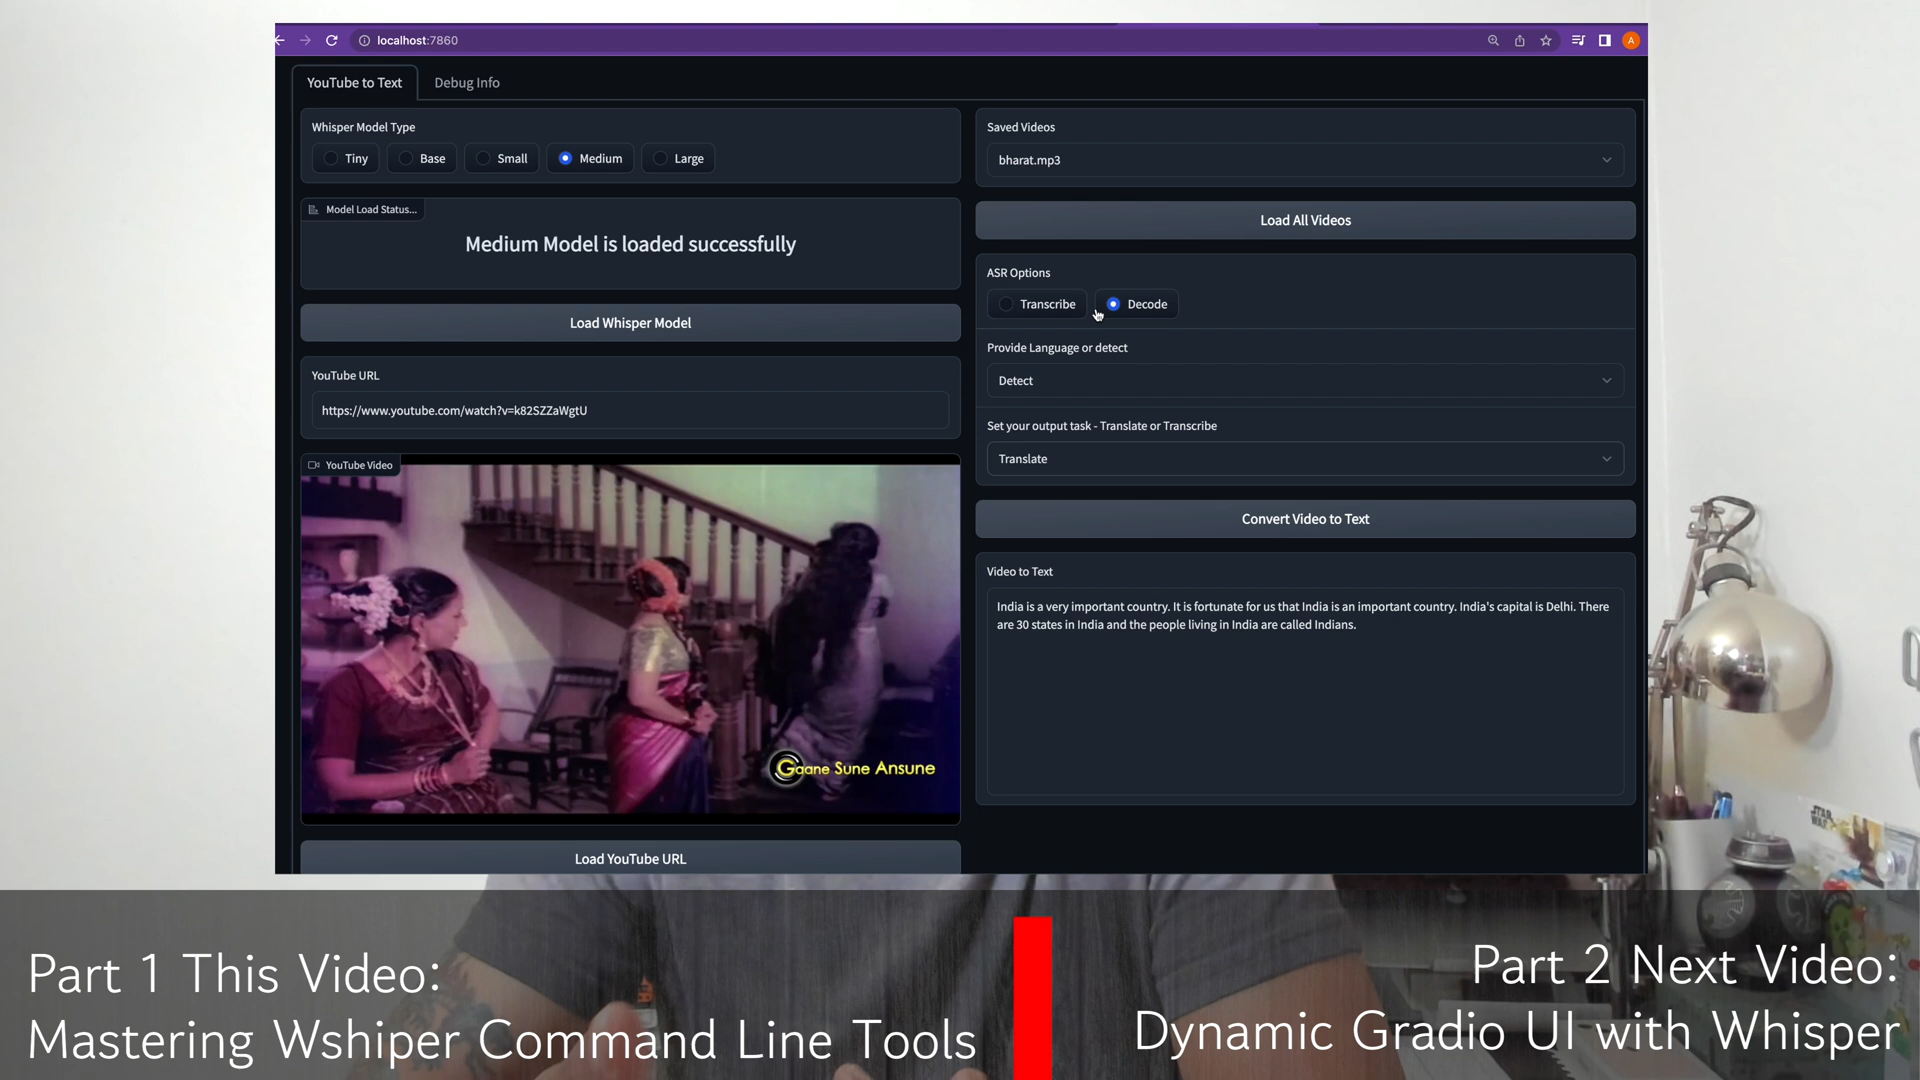 localhost:7860
A
YouTube to Text
Debug Info
Whisper Model Type
Tiny
Base
Small
Medium
Large
Model Load Status...
Medium Model is loaded successfully
Load Whisper Model
YouTube URL
https://www.youtube.com/watch?v=k82SZZaWgtU
YouTube Video
Gaane Sune Ansune
Load YouTube URL
Saved Videos
bharat.mp3
Load All Videos
ASR Options
Transcribe
Decode
Provide Language or detect
Detect
Set your output task - Translate or Transcribe
Translate
Convert Video to Text
Video to Text
India is a very important country. It is fortunate for us that India is an important country. India's capital is Delhi. There
are 30 states in India and the people living in India are called Indians.
STAR
WARS
Part 1 This Video:
Mastering Wshiper Command Line Tools
Part 2 Next Video:
Dynamic Gradio UI with Whisper